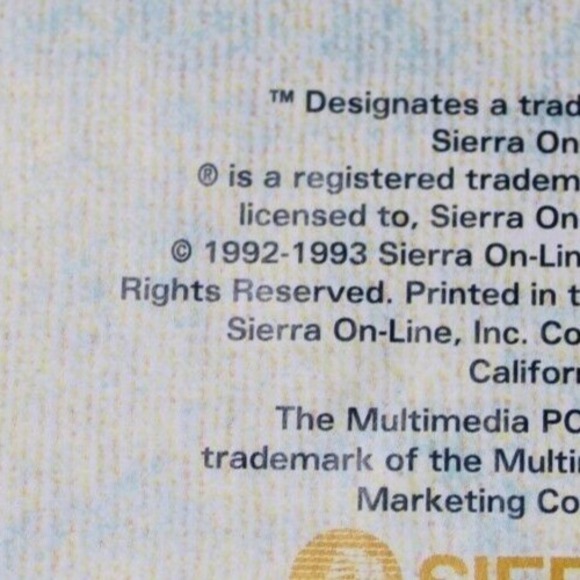 ™ Designates a trad
Sierra On
® is a registered tradem
licensed to, Sierra On
© 1992-1993 Sierra On-Lin
Rights Reserved. Printed in t
Sierra On-Line, Inc. Co
Califor
The Multimedia PC
trademark of the Multi
Marketing Co
SIER